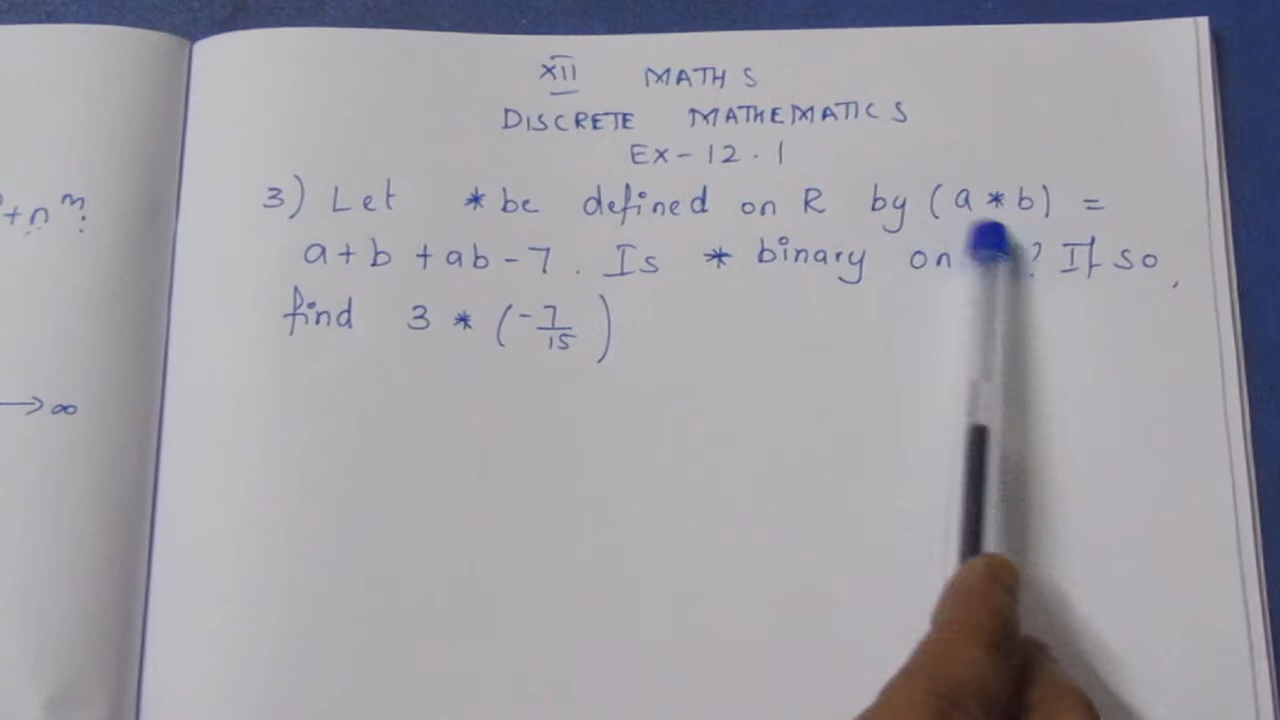 XII MATHS
DISCRETE MATHEMATICS
EX-12.1
3) Let * be defined on R by (a * b) =
a + b + ab - 7. Is * binary on ? If so,
find 3 * (-7/15)
+n^m?
→∞